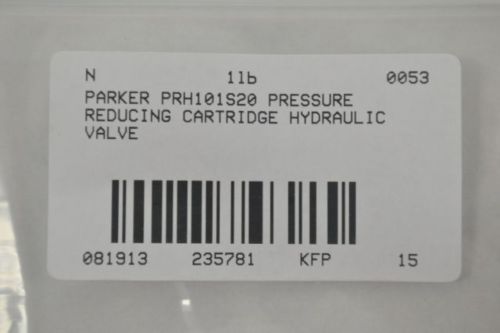 N 1lb 0053
PARKER PRH101S20 PRESSURE
REDUCING CARTRIDGE HYDRAULIC
VALVE
081913 235781 KFP 15